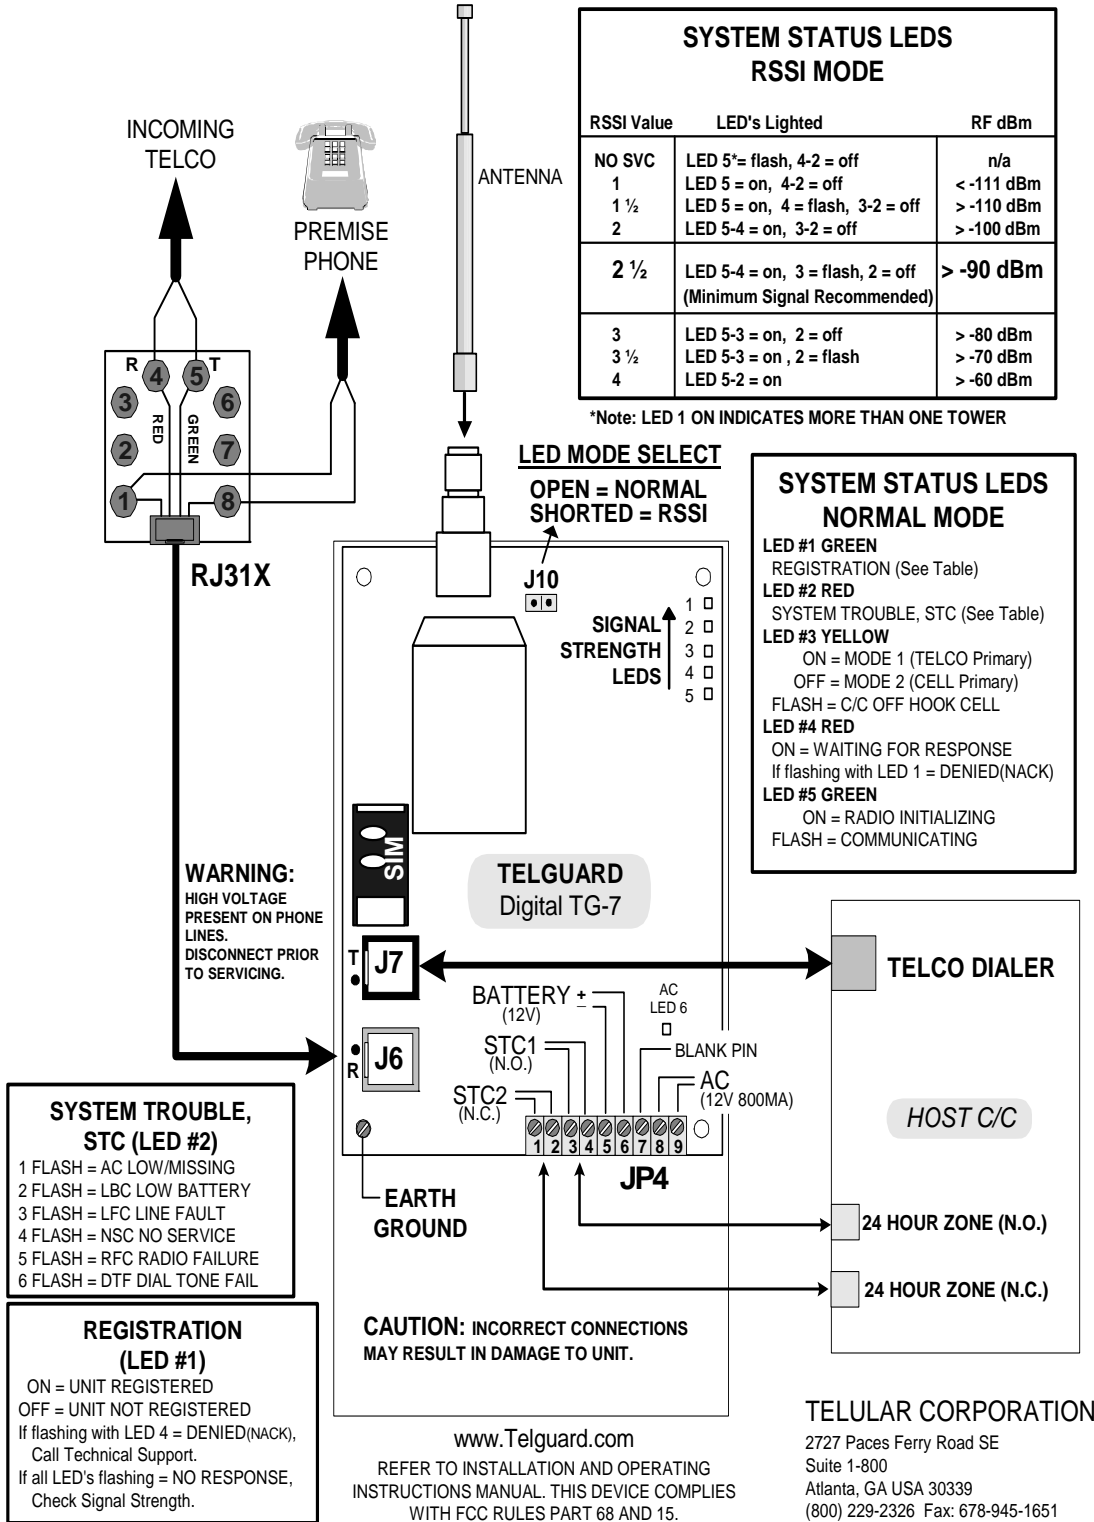 SYSTEM STATUS LEDS
RSSI MODE
RSSI Value LED's Lighted RF dBm
NO SVC LED 5*= flash, 4-2 = off n/a
1 LED 5 = on, 4-2 = off < -111 dBm
1 ½ LED 5 = on, 4 = flash, 3-2 = off > -110 dBm
2 LED 5-4 = on, 3-2 = off > -100 dBm
2 ½ LED 5-4 = on, 3 = flash, 2 = off > -90 dBm
(Minimum Signal Recommended)
3 LED 5-3 = on, 2 = off > -80 dBm
3 ½ LED 5-3 = on , 2 = flash > -70 dBm
4 LED 5-2 = on > -60 dBm
*Note: LED 1 ON INDICATES MORE THAN ONE TOWER
INCOMING
TELCO
PREMISE
PHONE
ANTENNA
R 4 5 T
3 6
RED GREEN
2 7
1 8
RJ31X
LED MODE SELECT
OPEN = NORMAL
SHORTED = RSSI
J10
SIGNAL
STRENGTH
LEDS
1
2
3
4
5
SYSTEM STATUS LEDS
NORMAL MODE
LED #1 GREEN
REGISTRATION (See Table)
LED #2 RED
SYSTEM TROUBLE, STC (See Table)
LED #3 YELLOW
ON = MODE 1 (TELCO Primary)
OFF = MODE 2 (CELL Primary)
FLASH = C/C OFF HOOK CELL
LED #4 RED
ON = WAITING FOR RESPONSE
If flashing with LED 1 = DENIED(NACK)
LED #5 GREEN
ON = RADIO INITIALIZING
FLASH = COMMUNICATING
SIM
TELGUARD
Digital TG-7
WARNING:
HIGH VOLTAGE
PRESENT ON PHONE
LINES.
DISCONNECT PRIOR
TO SERVICING.
T J7
TELCO DIALER
J6
R
BATTERY + –
(12V)
AC
LED 6
STC1
(N.O.)
BLANK PIN
STC2
(N.C.)
AC
(12V 800MA)
1 2 3 4 5 6 7 8 9
JP4
HOST C/C
EARTH
GROUND
24 HOUR ZONE (N.O.)
24 HOUR ZONE (N.C.)
SYSTEM TROUBLE,
STC (LED #2)
1 FLASH = AC LOW/MISSING
2 FLASH = LBC LOW BATTERY
3 FLASH = LFC LINE FAULT
4 FLASH = NSC NO SERVICE
5 FLASH = RFC RADIO FAILURE
6 FLASH = DTF DIAL TONE FAIL
REGISTRATION
(LED #1)
ON = UNIT REGISTERED
OFF = UNIT NOT REGISTERED
If flashing with LED 4 = DENIED(NACK),
Call Technical Support.
If all LED's flashing = NO RESPONSE,
Check Signal Strength.
CAUTION: INCORRECT CONNECTIONS
MAY RESULT IN DAMAGE TO UNIT.
www.Telguard.com
REFER TO INSTALLATION AND OPERATING
INSTRUCTIONS MANUAL. THIS DEVICE COMPLIES
WITH FCC RULES PART 68 AND 15.
TELULAR CORPORATION
2727 Paces Ferry Road SE
Suite 1-800
Atlanta, GA USA 30339
(800) 229-2326 Fax: 678-945-1651